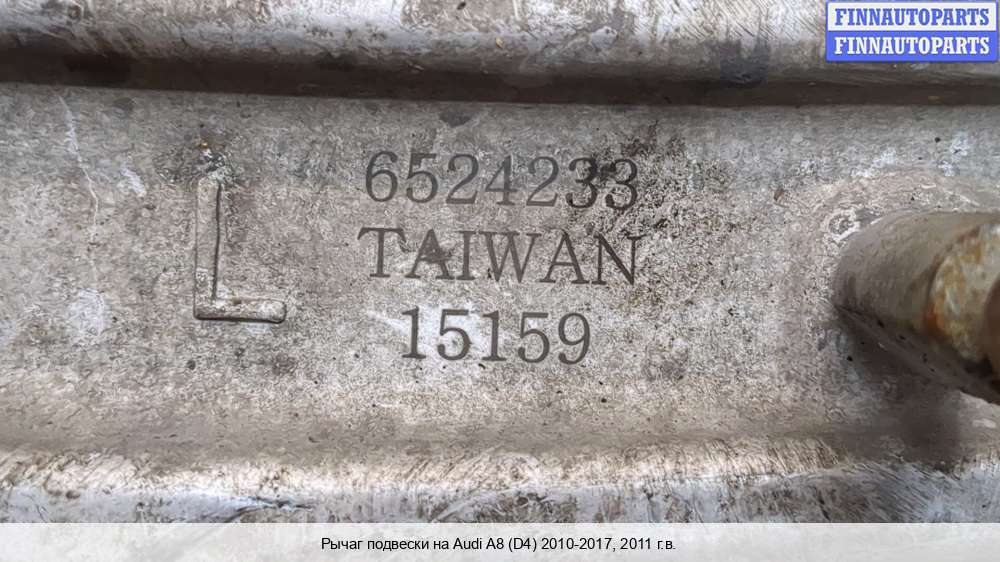 FINNAUTOPARTS
FINNAUTOPARTS
L
6524233
TAIWAN
15159
Рычаг подвески на Audi A8 (D4) 2010-2017, 2011 г.в.